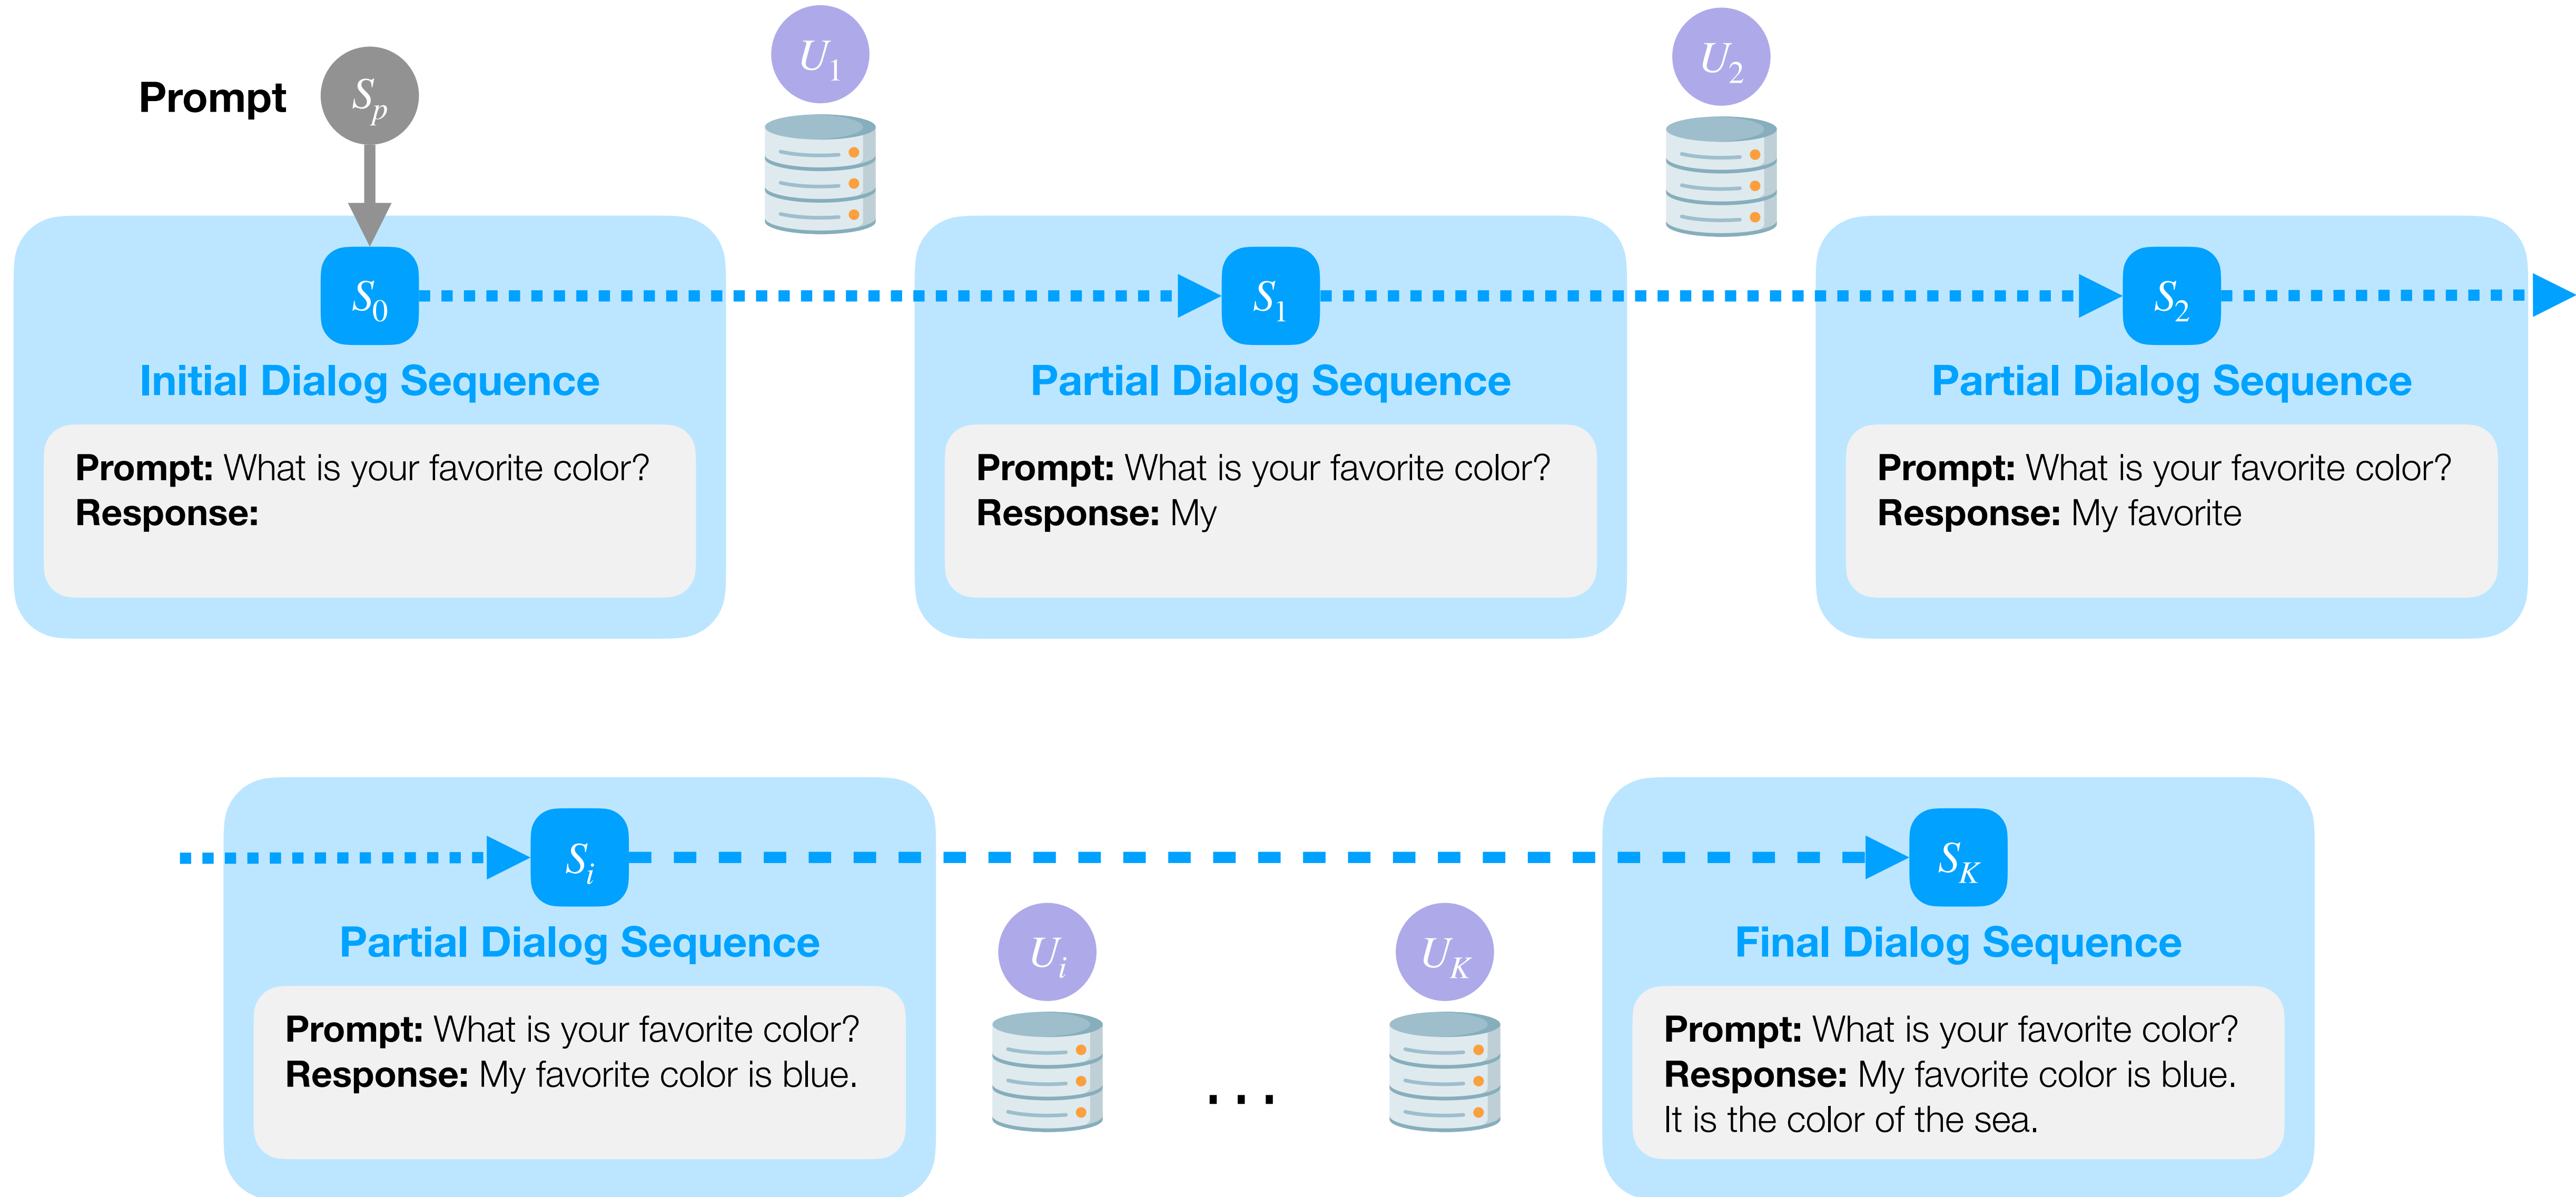 Prompt
S_p
U_1
U_2
S_0
S_1
S_2
Initial Dialog Sequence
Partial Dialog Sequence
Partial Dialog Sequence
Prompt: What is your favorite color?
Response:
Prompt: What is your favorite color?
Response: My
Prompt: What is your favorite color?
Response: My favorite
S_i
S_K
Partial Dialog Sequence
U_i
U_K
Final Dialog Sequence
Prompt: What is your favorite color?
Response: My favorite color is blue.
...
Prompt: What is your favorite color?
Response: My favorite color is blue.
It is the color of the sea.